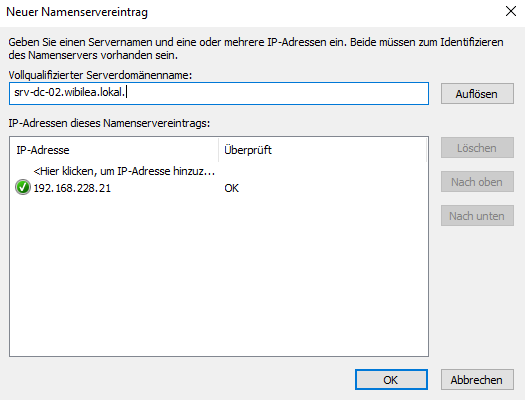 Neuer Namenservereintrag
Geben Sie einen Servernamen und eine oder mehrere IP-Adressen an. Beide müssen zum Identifizieren
des Namenservers vorhanden sein.
Vollqualifizierter Serverdomänenname:
srv-dc-02.wibilea.lokal.
Auflösen
IP-Adressen dieses Namenservereintrags:
IP-Adresse Überprüft
<Hier klicken, um IP-Adresse hinzuz...
192.168.228.21 OK
Löschen
Nach oben
Nach unten
OK Abbrechen